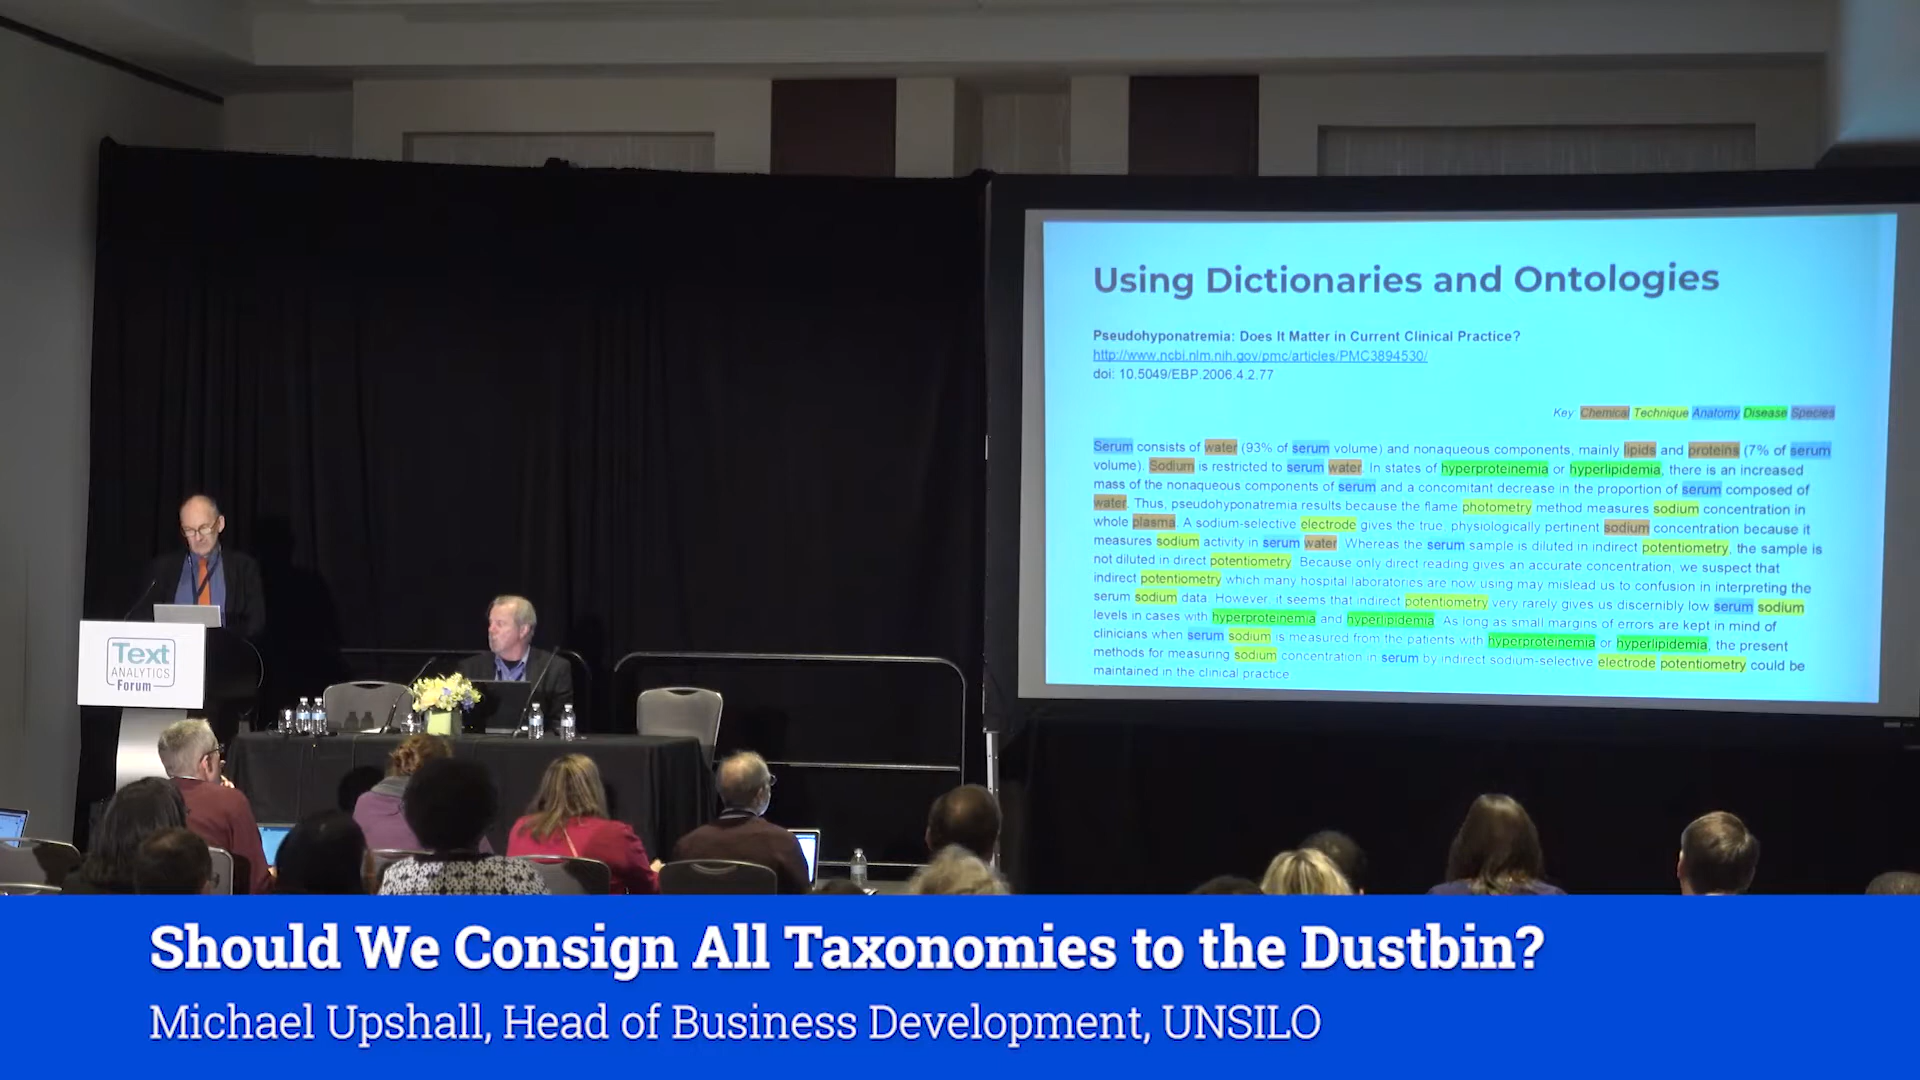 Using Dictionaries and Ontologies
Pseudohyponatremia: Does It Matter in Current Clinical Practice?
http://www.ncbi.nlm.nih.gov/pmc/articles/PMC3894530/
doi: 10.5049/EBP.2006.4.2.77
Key Chemical Technique Anatomy Disease Species
Serum consists of water (93% of serum volume) and nonaqueous components, mainly lipids and proteins (7% of serum
volume). Sodium is restricted to serum water. In states of hyperproteinemia or hyperlipidemia, there is an increased
mass of the nonaqueous components of serum and a concomitant decrease in the proportion of serum composed of
water. Thus, pseudohyponatremia results because the flame photometry method measures sodium concentration in
whole plasma. A sodium-selective electrode gives the true, physiologically pertinent sodium concentration because it
measures sodium activity in serum water. Whereas the serum sample is diluted in indirect potentiometry, the sample is
not diluted in direct potentiometry. Because only direct reading gives an accurate concentration, we suspect that
indirect potentiometry which many hospital laboratories are now using may mislead us to confusion in interpreting the
serum sodium data. However, it seems that indirect potentiometry very rarely gives us discernibly low serum sodium
levels in cases with hyperproteinemia and hyperlipidemia. As long as small margins of errors are kept in mind of
clinicians when serum sodium is measured from the patients with hyperproteinemia or hyperlipidemia, the present
methods for measuring sodium concentration in serum by indirect sodium-selective electrode potentiometry could be
maintained in the clinical practice.
Text
ANALYTICS
Forum
Should We Consign All Taxonomies to the Dustbin?
Michael Upshall, Head of Business Development, UNSILO